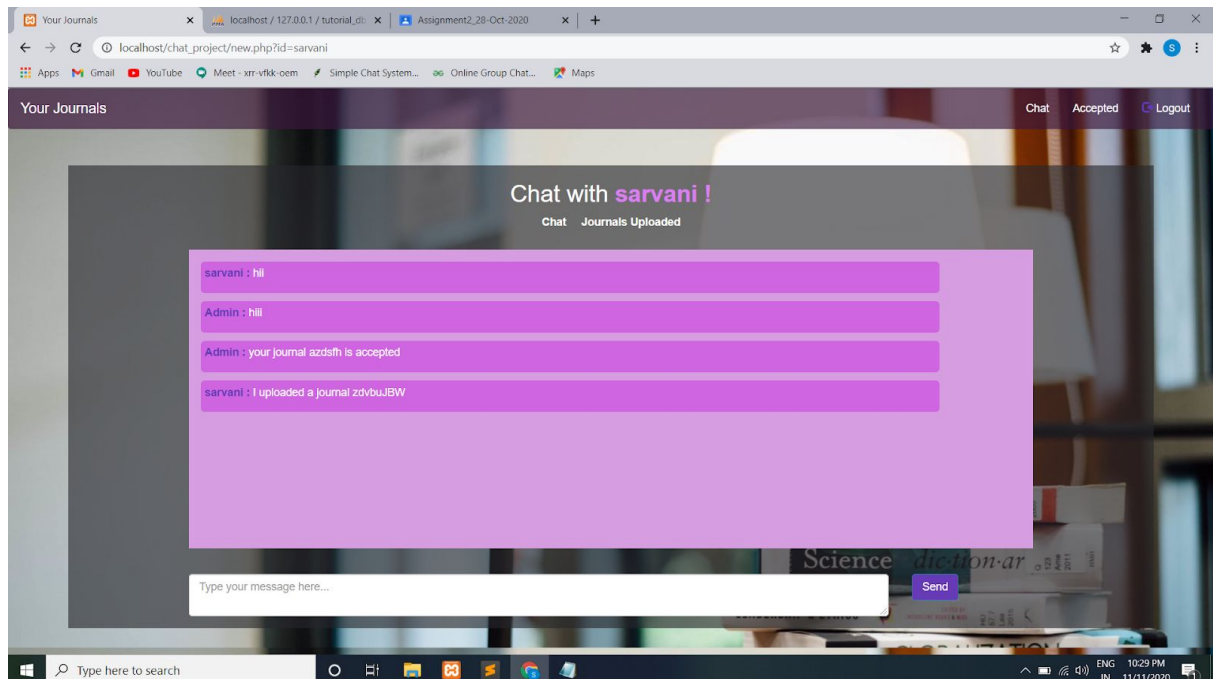 Your Journals
localhost / 127.0.0.1 / tutorial_db
Assignment2_28-Oct-2020
localhost/chat_project/new.php?id=sarvani
S
Apps
Gmail
YouTube
Meet - xrr-vfkk-oem
Simple Chat System...
Online Group Chat...
Maps
Your Journals
Chat
Accepted
Logout
Chat with sarvani !
Chat Journals Uploaded
sarvani : hii
Admin : hiii
Admin : your journal azdsfh is accepted
sarvani : I uploaded a journal zdvbuJBW
Science dic·tion·ar
Type your message here...
Send
Type here to search
ENG
IN
10:29 PM
11/11/2020